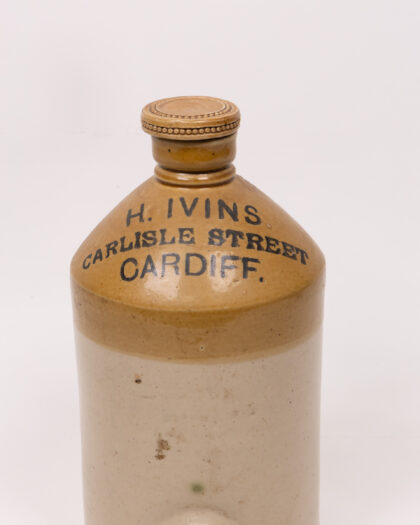 H. IVINS
CARLISLE STREET
CARDIFF.